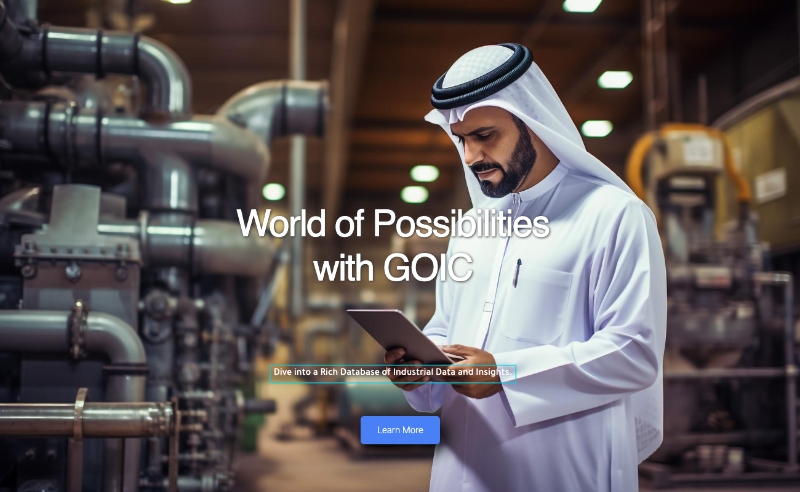 World of Possibilities
with GOIC
Dive into a Rich Database of Industrial Data and Insights.
Learn More